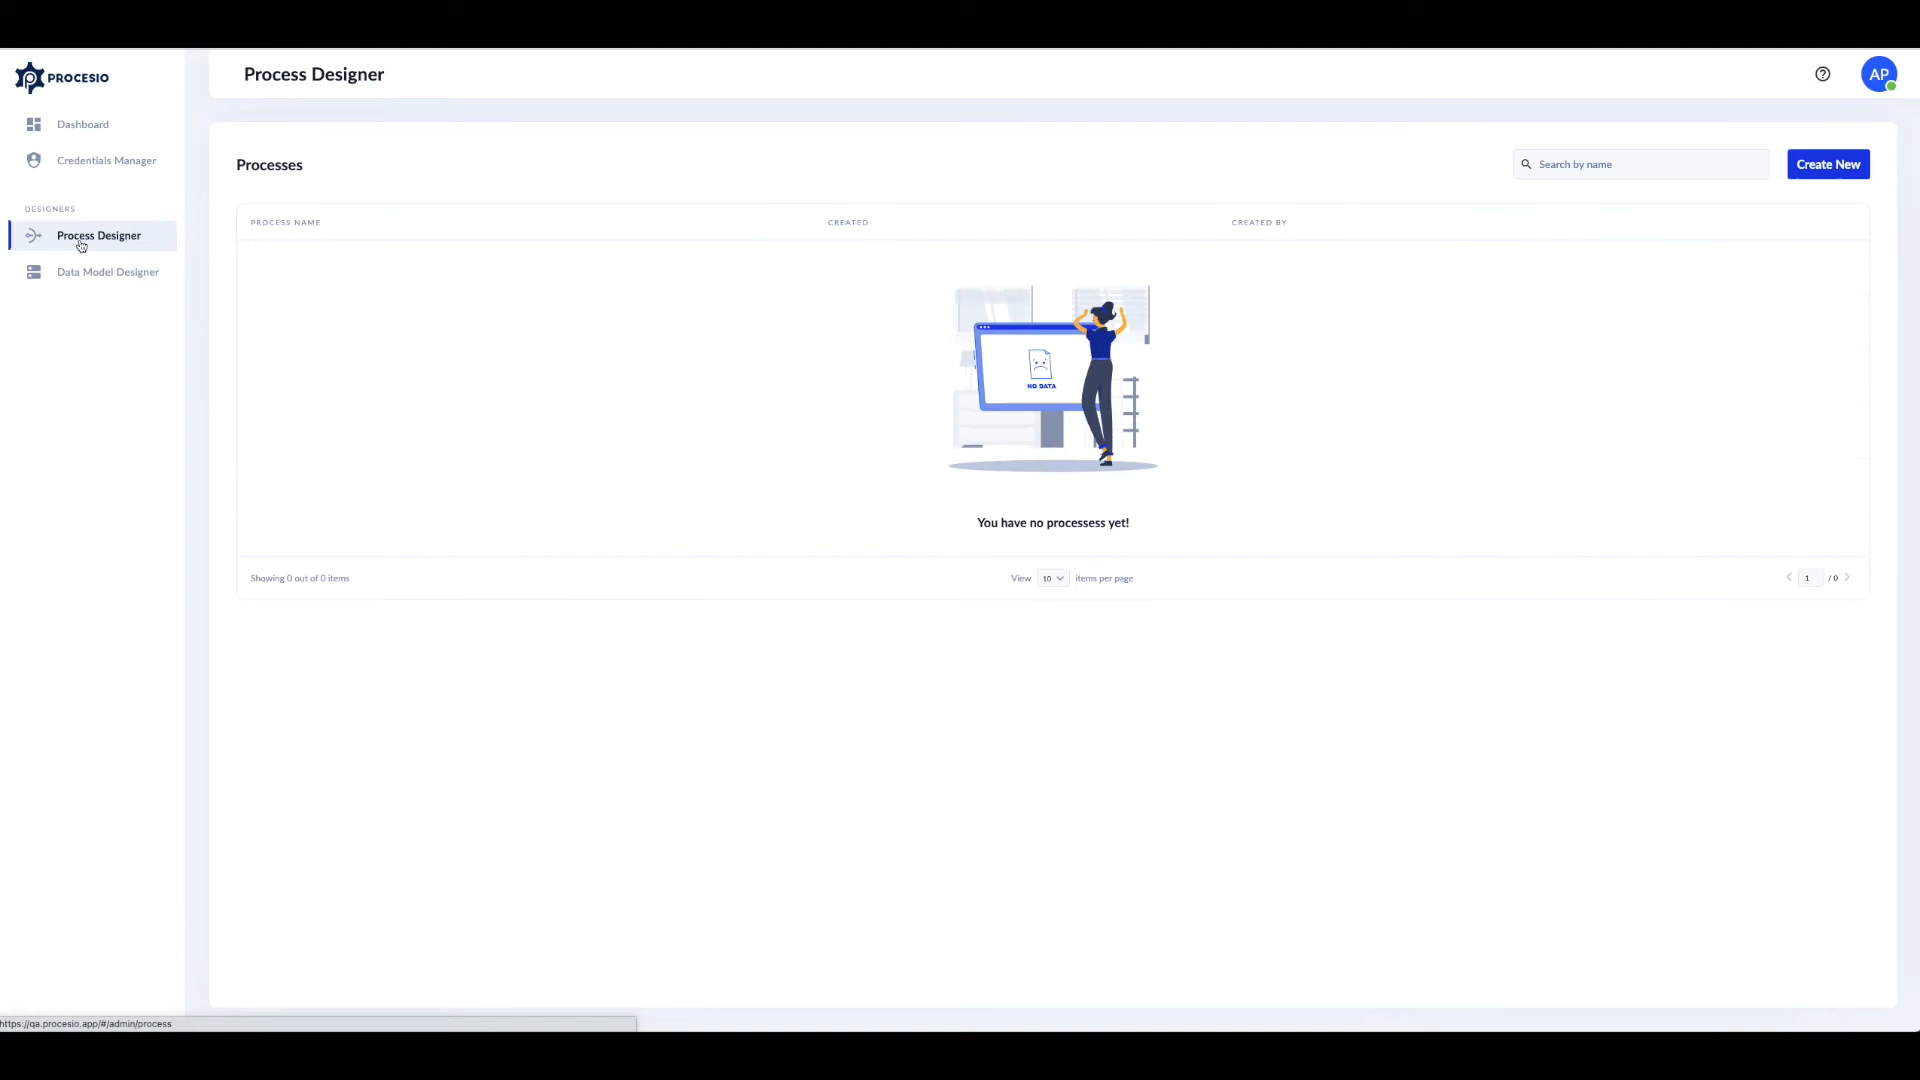 PROCESIO
Process Designer
AP
Dashboard
Credentials Manager
DESIGNERS
Process Designer
Data Model Designer
Processes
Search by name
Create New
PROCESS NAME
CREATED
CREATED BY
NO DATA
You have no processess yet!
Showing 0 out of 0 items
View 10 items per page
1 / 0
https://qa.procesio.app/#/admin/process